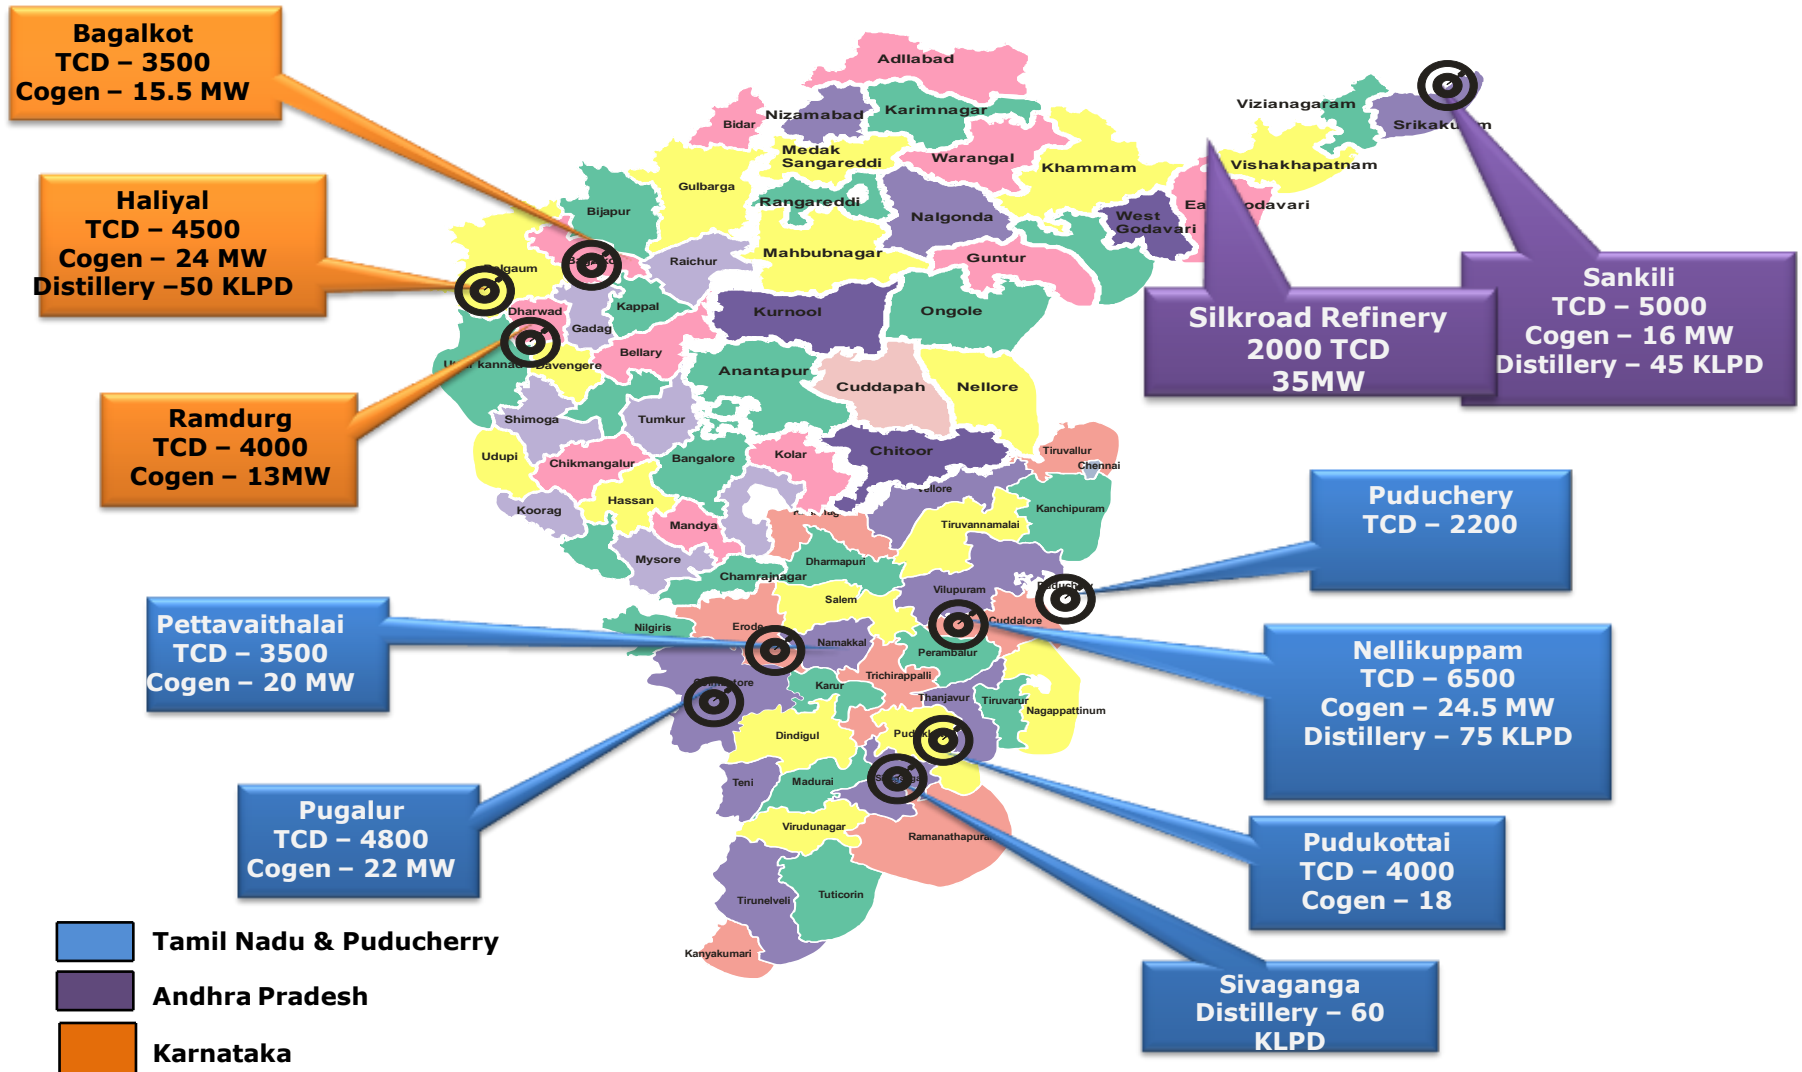 Bagalkot
TCD – 3500
Cogen – 15.5 MW
Haliyal
TCD – 4500
Cogen – 24 MW
Distillery –50 KLPD
Ramdurg
TCD – 4000
Cogen – 13MW
Pettavaithalai
TCD – 3500
Cogen – 20 MW
Pugalur
TCD – 4800
Cogen – 22 MW
Tamil Nadu & Puducherry
Andhra Pradesh
Karnataka
Adllabad
Nizamabad
Karimnagar
Bidar
Medak
Sangareddi
Warangal
Khammam
Vizianagaram
Vishakhapatnam
Gulbarga
Bijapur
Rangareddi
Nalgonda
West
Godavari
Mahbubnagar
Guntur
Raichur
Dharwad
Gadag
Kappal
Kurnool
Ongole
Bellary
Davengere
Anantapur
Cuddapah
Nellore
Shimoga
Tumkur
Udupi
Chikmangalur
Bangalore
Kolar
Chitoor
Tiruvallur
Chennai
Hassan
Koorag
Mandya
Kanchipuram
Tiruvannamalai
Mysore
Dharmapuri
Chamrajnagar
Vilupuram
Salem
Nilgiris
Erode
Namakkal
Cuddalore
Perambalur
Trichirappalli
Karur
Thanjavur
Tiruvarur
Nagappattinum
Dindigul
Teni
Madurai
Virudunagar
Tirunelveli
Tuticorin
Kanyakumari
Silkroad Refinery
2000 TCD
35MW
Sankili
TCD – 5000
Cogen – 16 MW
Distillery – 45 KLPD
Puduchery
TCD – 2200
Nellikuppam
TCD – 6500
Cogen – 24.5 MW
Distillery – 75 KLPD
Pudukottai
TCD – 4000
Cogen – 18
Sivaganga
Distillery – 60
KLPD